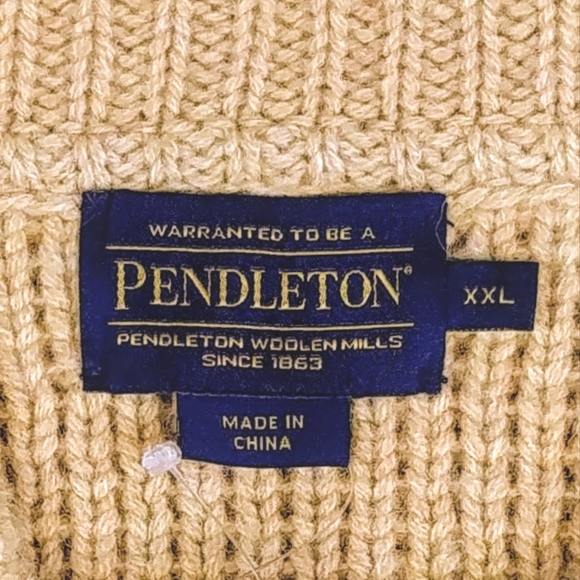 WARRANTED TO BE A
PENDLETON®
PENDLETON WOOLEN MILLS
SINCE 1863
XXL
MADE IN
CHINA